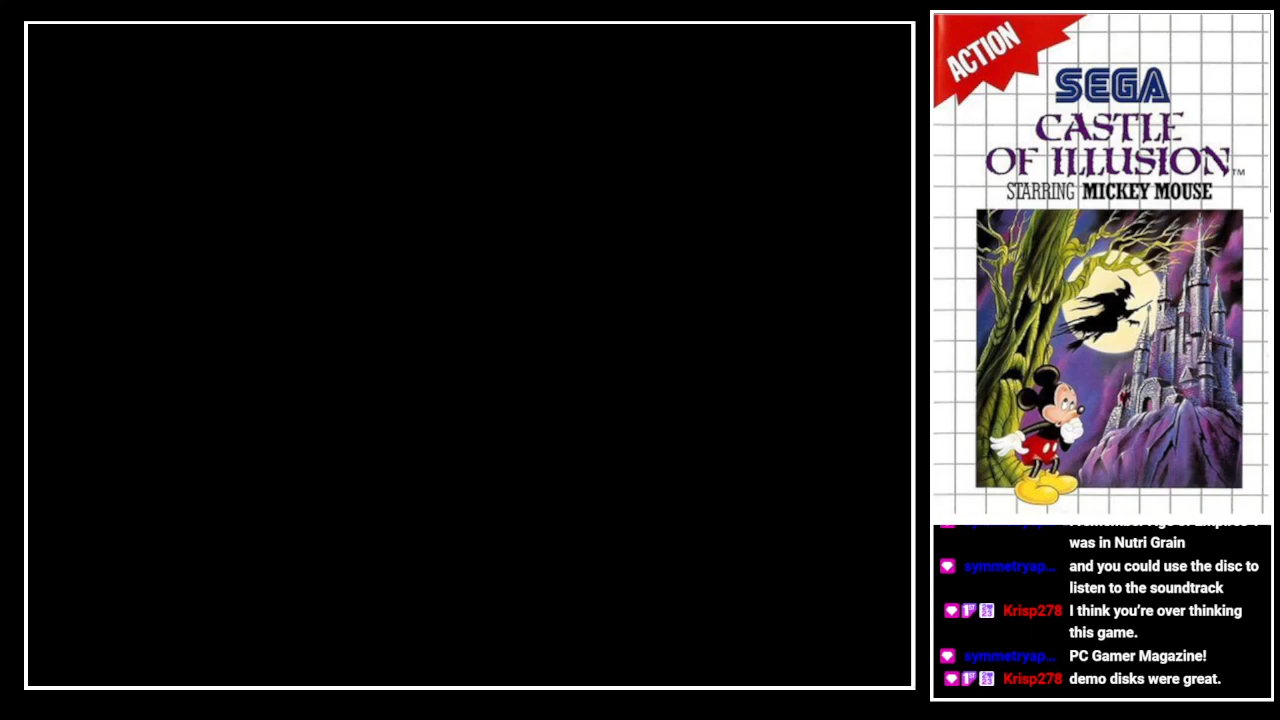 ACTION
SEGA
CASTLE
OF ILLUSION™
STARRING MICKEY MOUSE
was in Nutri Grain
symmetryap... and you could use the disc to
listen to the soundtrack
Krisp278 I think you're over thinking
this game.
symmetryap... PC Gamer Magazine!
Krisp278 demo disks were great.